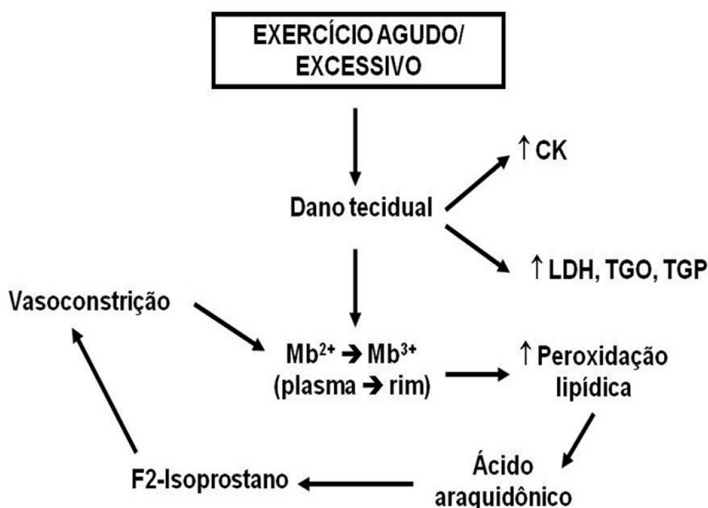 EXERCÍCIO AGUDO/
EXCESSIVO
↑ CK
Dano tecidual
↑ LDH, TGO, TGP
Vasoconstrição
Mb²⁺ → Mb³⁺
(plasma → rim)
↑ Peroxidação
lipídica
Ácido
araquidônico
F2-Isoprostano